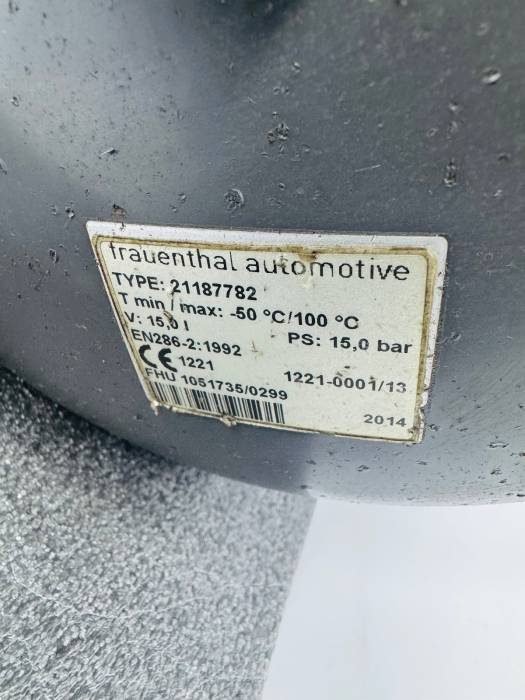 frauenthal automotive
TYPE: 21187782
T min / max: -50 °C/100 °C
V: 15,0 l PS: 15,0 bar
EN286-2:1992
CE 1221 1221-0001/13
FHU 1051735/0299
2014